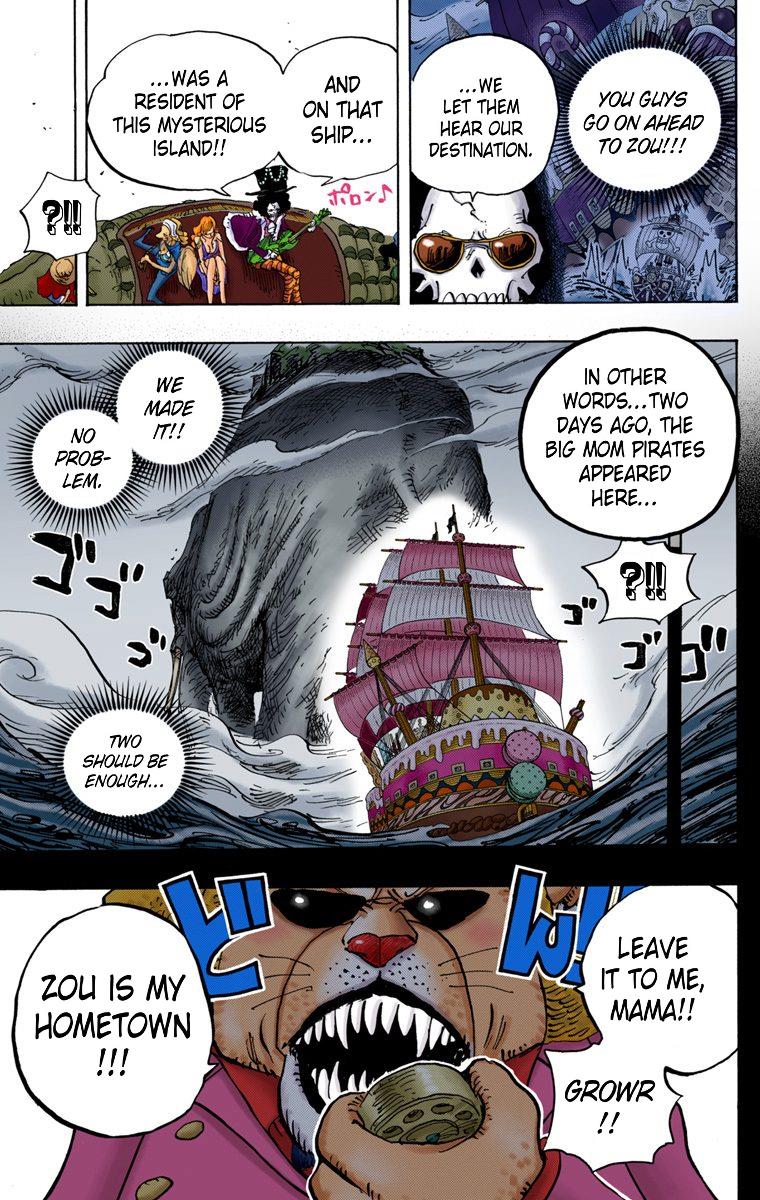 YOU GUYS
GO ON AHEAD
TO ZOU!!!
...WE
LET THEM
HEAR OUR
DESTINATION.
AND
ON THAT
SHIP...
...WAS A
RESIDENT OF
THIS MYSTERIOUS
ISLAND!!
ポロン♪
?!!
IN OTHER
WORDS...TWO
DAYS AGO, THE
BIG MOM PIRATES
APPEARED
HERE...
?!!
WE
MADE
IT!!
NO
PROB-
LEM.
ゴゴゴ
ゴゴゴ
TWO
SHOULD BE
ENOUGH...
LEAVE
IT TO ME,
MAMA!!
GROWR
!!
どん!!
ZOU IS MY
HOMETOWN
!!!